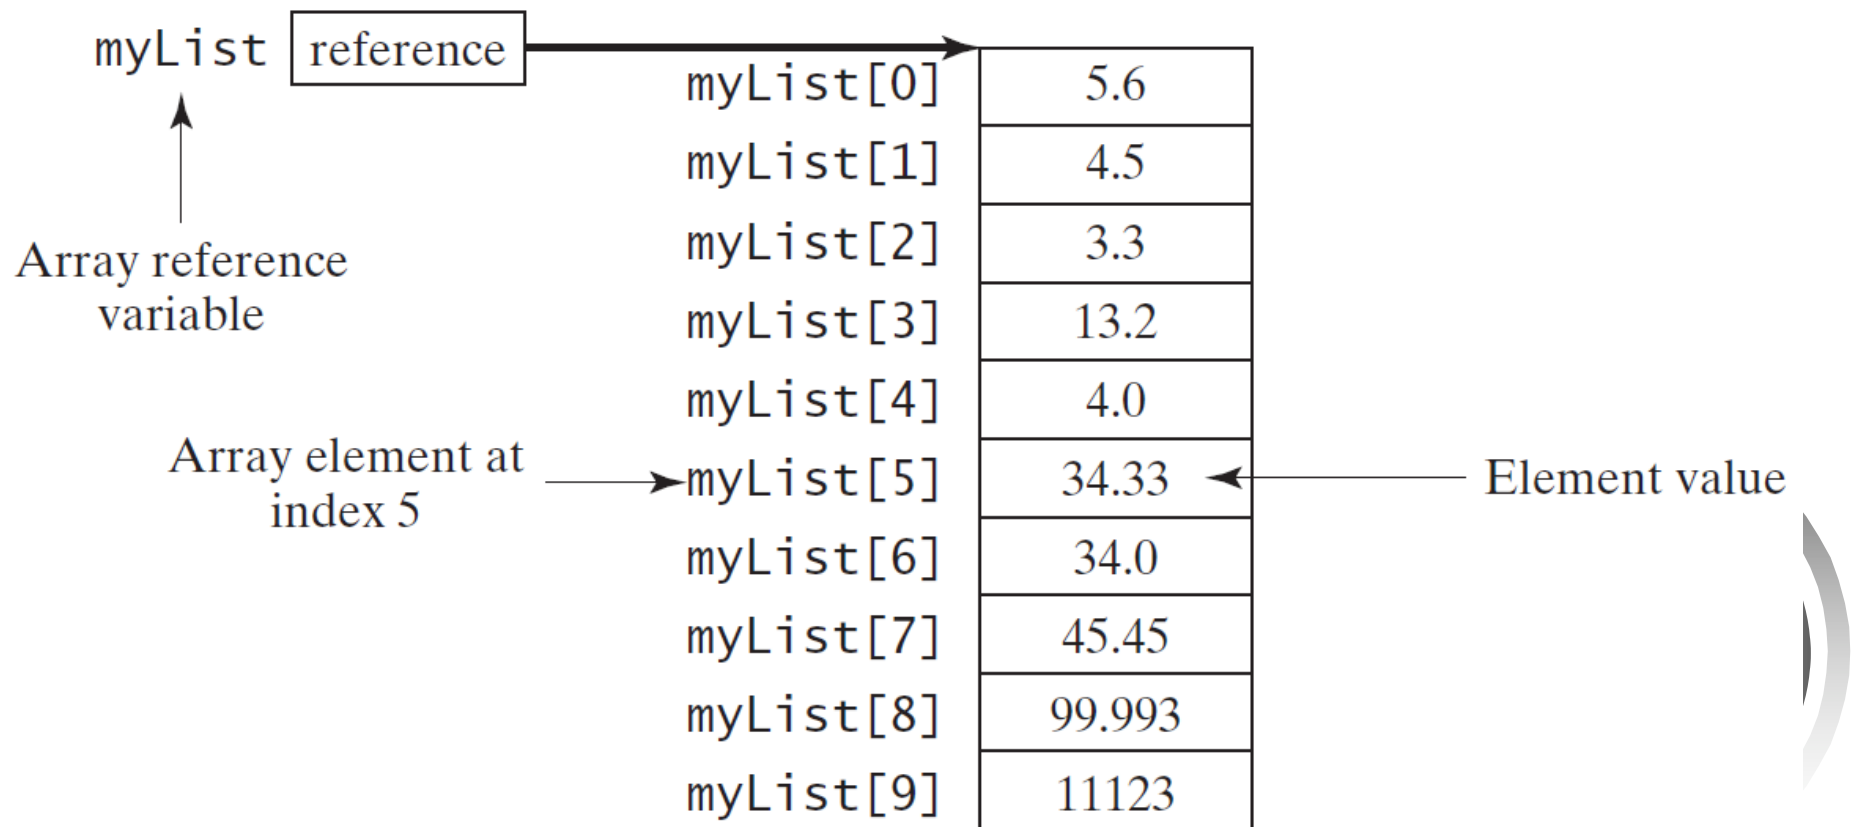 myList reference
myList[0] 5.6
myList[1] 4.5
myList[2] 3.3
Array reference
variable
myList[3] 13.2
myList[4] 4.0
Array element at
index 5
myList[5] 34.33 Element value
myList[6] 34.0
myList[7] 45.45
myList[8] 99.993
myList[9] 11123